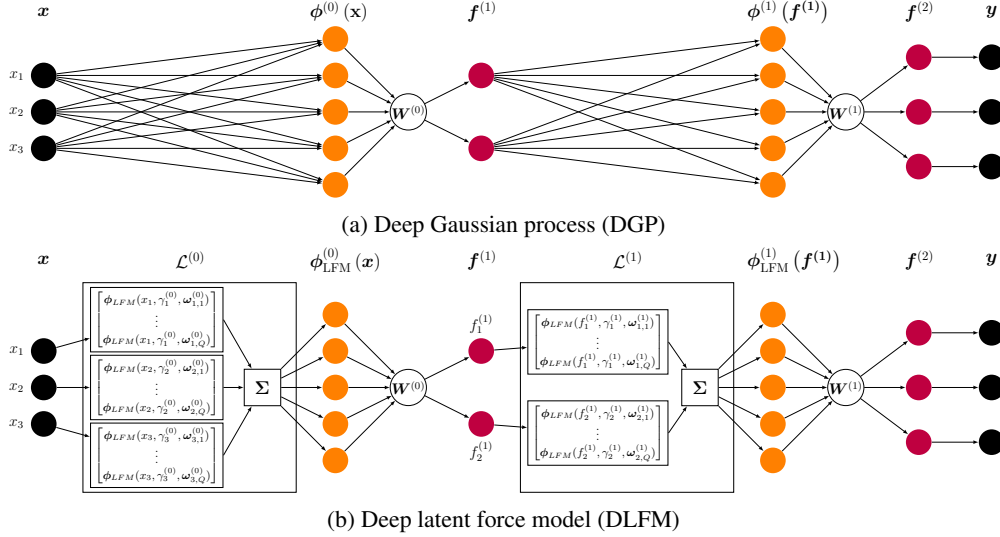 x ϕ^(0)(x) f^(1) ϕ^(1)(f^(1)) f^(2) y
x_1
x_2 W^(0) W^(1)
x_3
(a) Deep Gaussian process (DGP)
x 𝓛^(0) ϕ_LFM^(0)(x) f^(1) 𝓛^(1) ϕ_LFM^(1)(f^(1)) f^(2) y
[ϕ_LFM(x_1, γ_1^(0), ω_{1,1}^(0))
⋮
ϕ_LFM(x_1, γ_1^(0), ω_{1,Q}^(0))]
[ϕ_LFM(x_2, γ_2^(0), ω_{2,1}^(0))
⋮
ϕ_LFM(x_2, γ_2^(0), ω_{2,Q}^(0))]
[ϕ_LFM(x_3, γ_3^(0), ω_{3,1}^(0))
⋮
ϕ_LFM(x_3, γ_3^(0), ω_{3,Q}^(0))]
x_1
x_2
x_3
Σ
W^(0)
f_1^(1)
f_2^(1)
[ϕ_LFM(f_1^(1), γ_1^(1), ω_{1,1}^(1))
⋮
ϕ_LFM(f_1^(1), γ_1^(1), ω_{1,Q}^(1))]
[ϕ_LFM(f_2^(1), γ_2^(1), ω_{2,1}^(1))
⋮
ϕ_LFM(f_2^(1), γ_2^(1), ω_{2,Q}^(1))]
Σ
W^(1)
(b) Deep latent force model (DLFM)